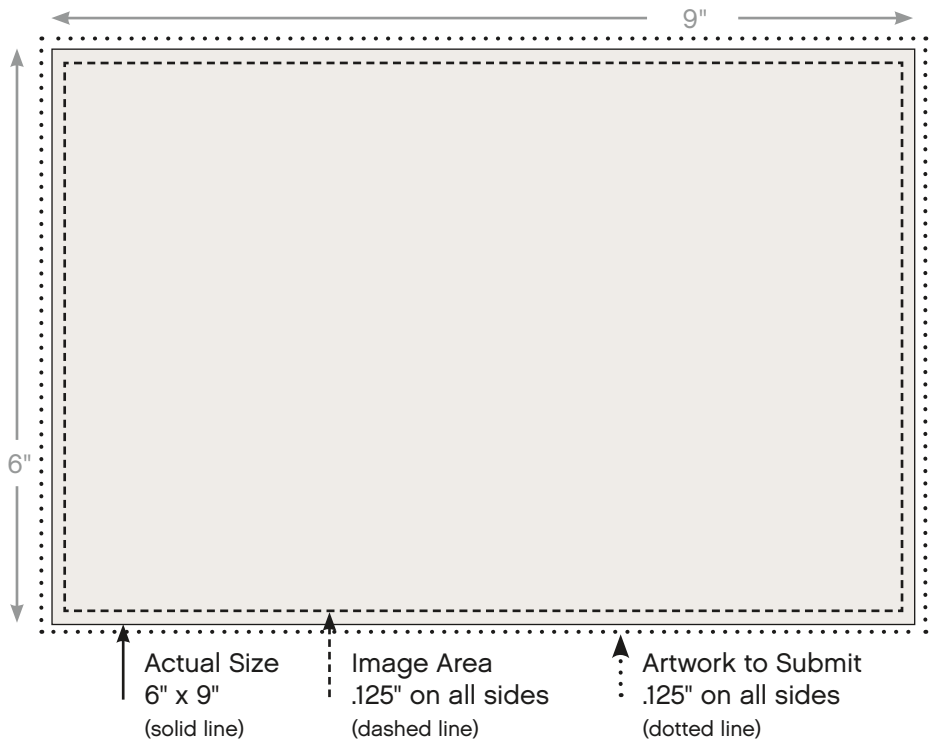 9"
6"
Actual Size
6" x 9"
(solid line)
Image Area
.125" on all sides
(dashed line)
Artwork to Submit
.125" on all sides
(dotted line)